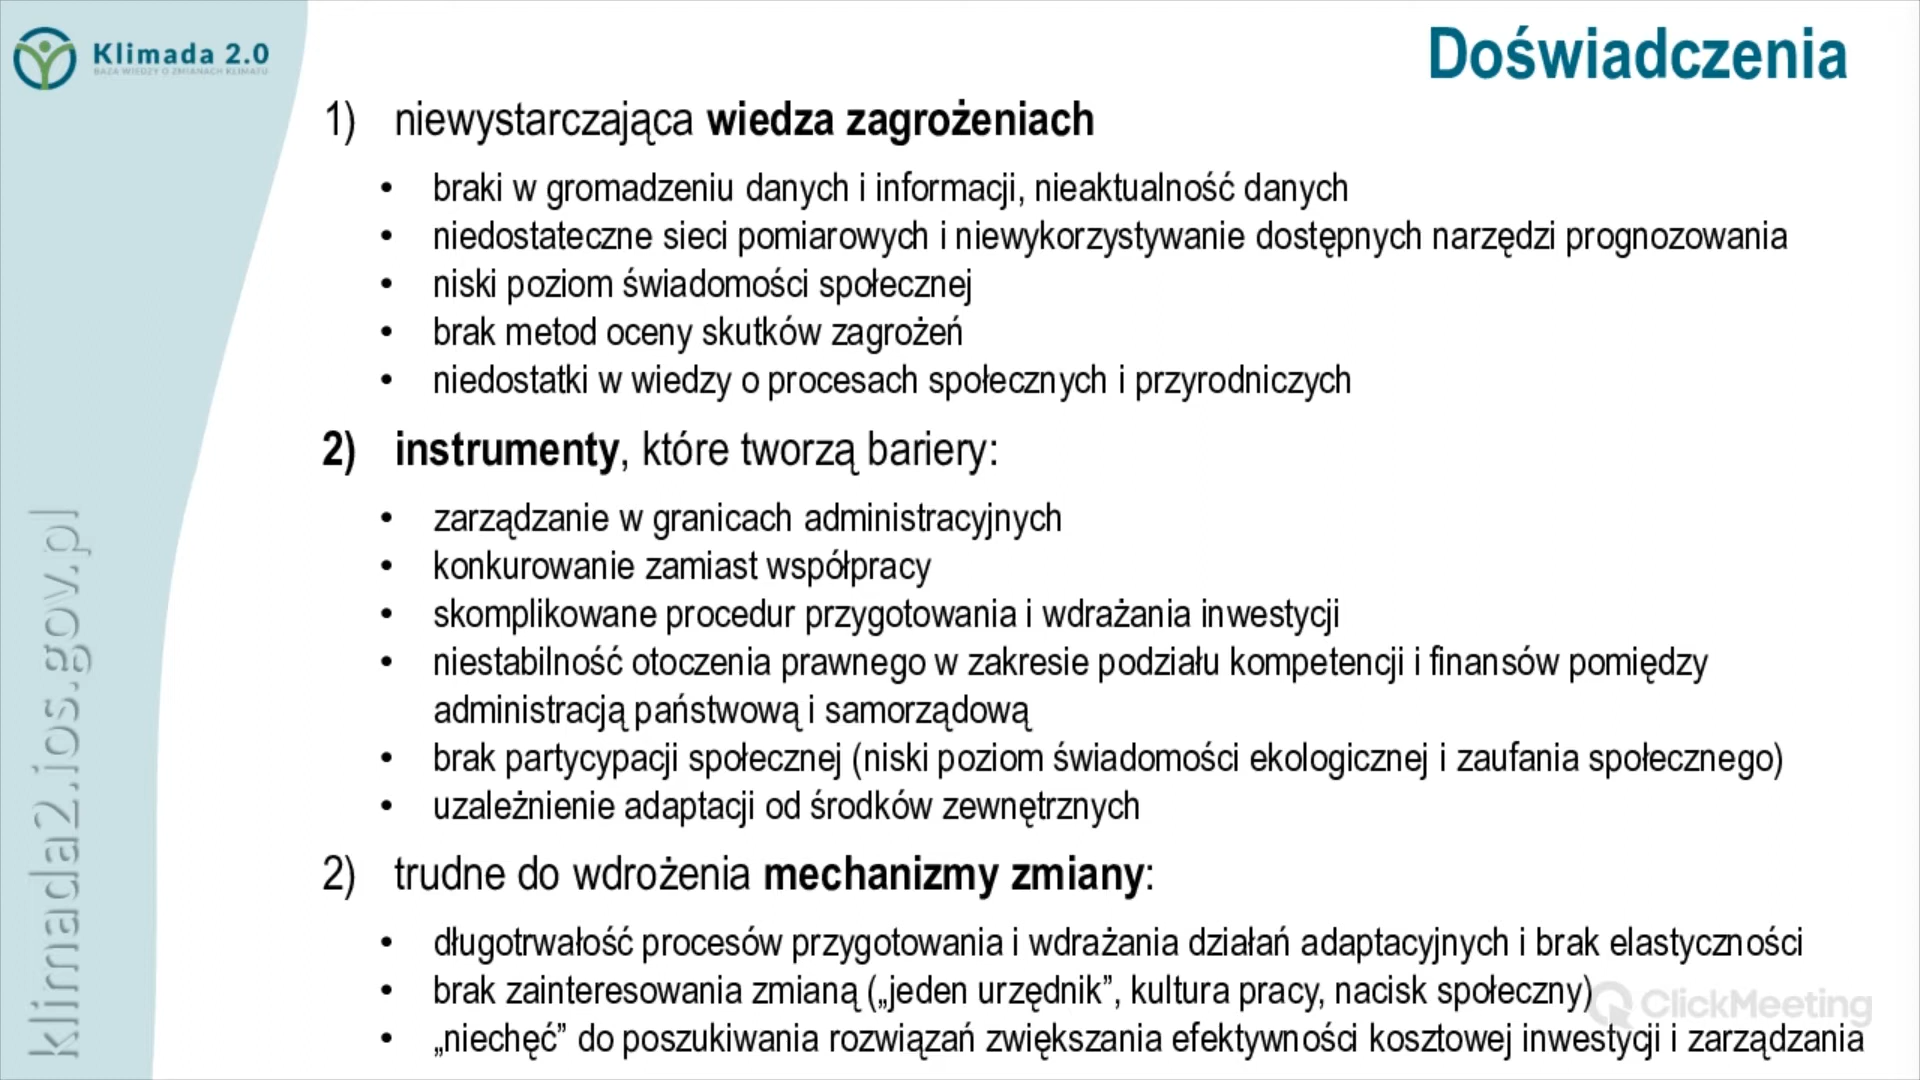 Klimada 2.0
BAZA WIEDZY O ZMIANACH KLIMATU
Doświadczenia
1) niewystarczająca wiedza zagrożeniach
• braki w gromadzeniu danych i informacji, nieaktualność danych
• niedostateczne sieci pomiarowych i niewykorzystywanie dostępnych narzędzi prognozowania
• niski poziom świadomości społecznej
• brak metod oceny skutków zagrożeń
• niedostatki w wiedzy o procesach społecznych i przyrodniczych
2) instrumenty, które tworzą bariery:
• zarządzanie w granicach administracyjnych
• konkurowanie zamiast współpracy
• skomplikowane procedur przygotowania i wdrażania inwestycji
• niestabilność otoczenia prawnego w zakresie podziału kompetencji i finansów pomiędzy
administracją państwową i samorządową
• brak partycypacji społecznej (niski poziom świadomości ekologicznej i zaufania społecznego)
• uzależnienie adaptacji od środków zewnętrznych
2) trudne do wdrożenia mechanizmy zmiany:
• długotrwałość procesów przygotowania i wdrażania działań adaptacyjnych i brak elastyczności
• brak zainteresowania zmianą („jeden urzędnik”, kultura pracy, nacisk społeczny)
• „niechęć” do poszukiwania rozwiązań zwiększania efektywności kosztowej inwestycji i zarządzania
klimada2.ios.gov.pl
ClickMeeting